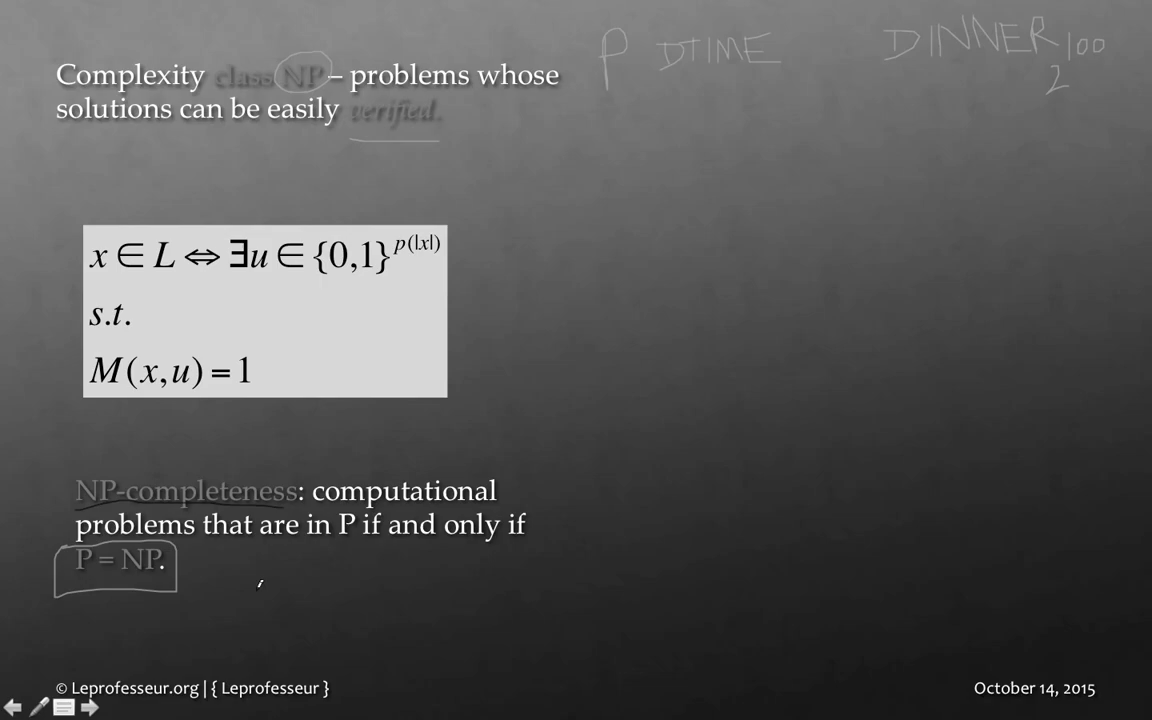 P DTIME DINNER 100
2
Complexity class NP – problems whose
solutions can be easily verified.
x ∈ L ⇔ ∃u ∈ {0,1}^p(|x|)
s.t.
M(x,u) = 1
NP-completeness: computational
problems that are in P if and only if
P = NP.
© Leprofesseur.org | { Leprofesseur }
October 14, 2015